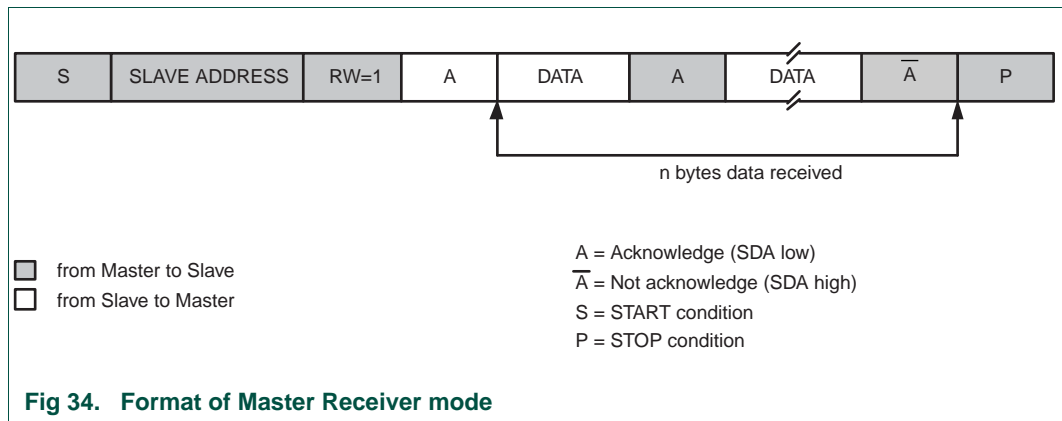 S SLAVE ADDRESS RW=1 A DATA A DATA A̅ P
n bytes data received
from Master to Slave
from Slave to Master
A = Acknowledge (SDA low)
A̅ = Not acknowledge (SDA high)
S = START condition
P = STOP condition
Fig 34. Format of Master Receiver mode